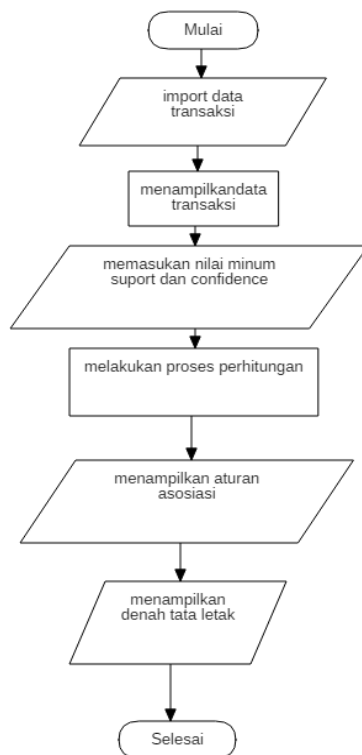 Mulai
import data
transaksi
menampilkandata
transaksi
memasukan nilai minum
suport dan confidence
melakukan proses perhitungan
menampilkan aturan
asosiasi
menampilkan
denah tata letak
Selesai